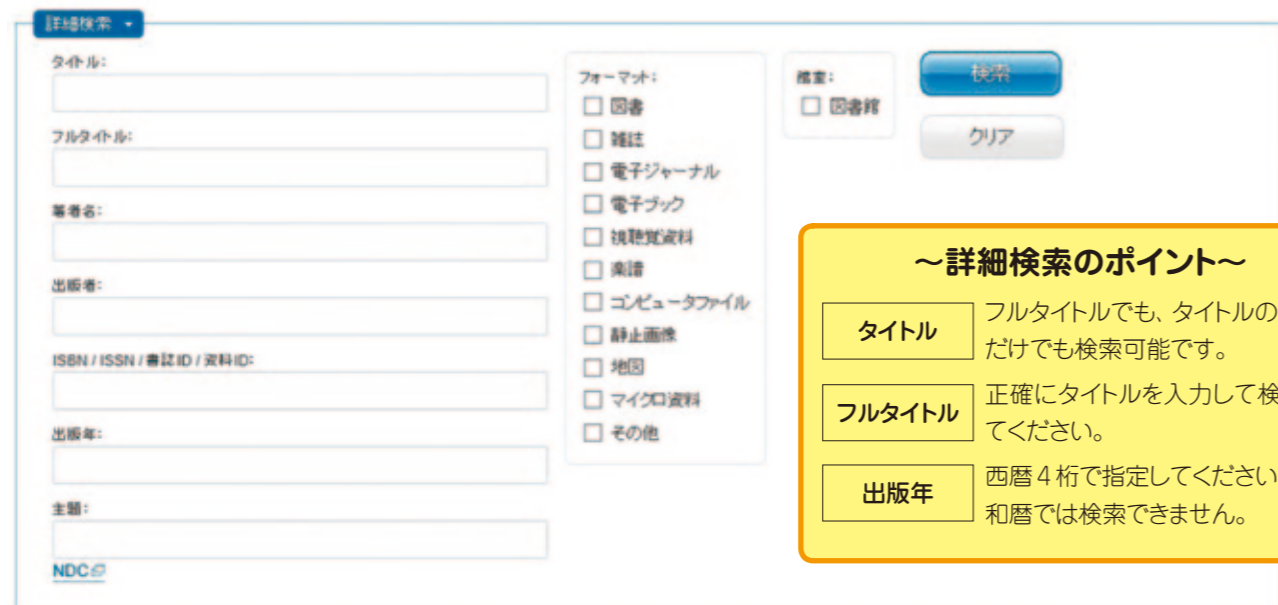 詳細検索
タイトル:
フルタイトル:
著者名:
出版者:
ISBN / ISSN / 書誌ID / 資料ID:
出版年:
主題:
NDC
フォーマット:
図書
雑誌
電子ジャーナル
電子ブック
視聴覚資料
楽譜
コンピュータファイル
静止画像
地図
マイクロ資料
その他
館室:
図書館
検索
クリア
~詳細検索のポイント~
タイトル
フルタイトルでも、タイトルの
だけでも検索可能です。
フルタイトル
正確にタイトルを入力して検
てください。
出版年
西暦4桁で指定してください
和暦では検索できません。